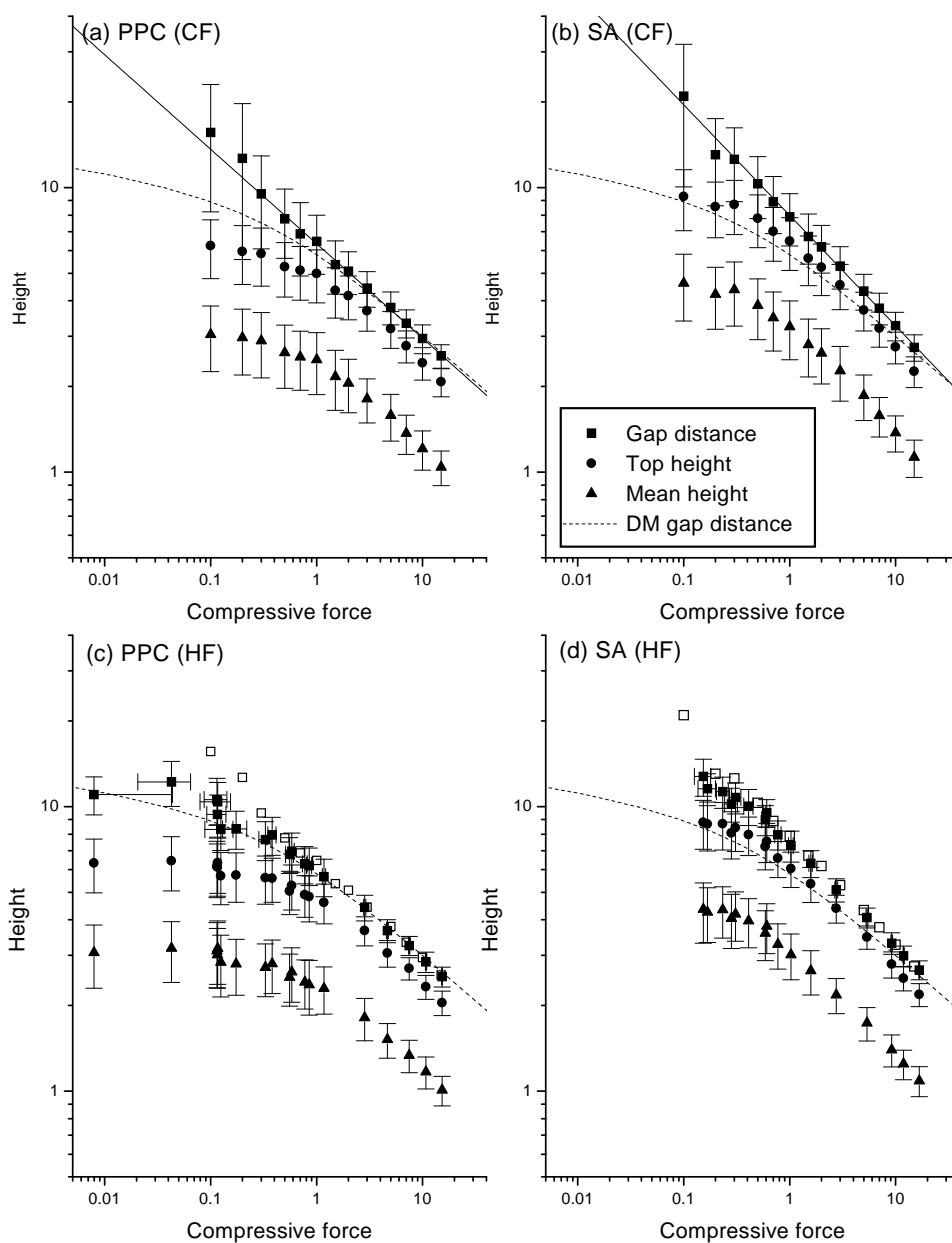 (a) PPC (CF)
10
1
Height
0.01 0.1 1 10
Compressive force
(b) SA (CF)
10
1
Height
Gap distance
Top height
Mean height
DM gap distance
0.01 0.1 1 10
Compressive force
(c) PPC (HF)
10
1
Height
0.01 0.1 1 10
Compressive force
(d) SA (HF)
10
1
Height
0.01 0.1 1 10
Compressive force